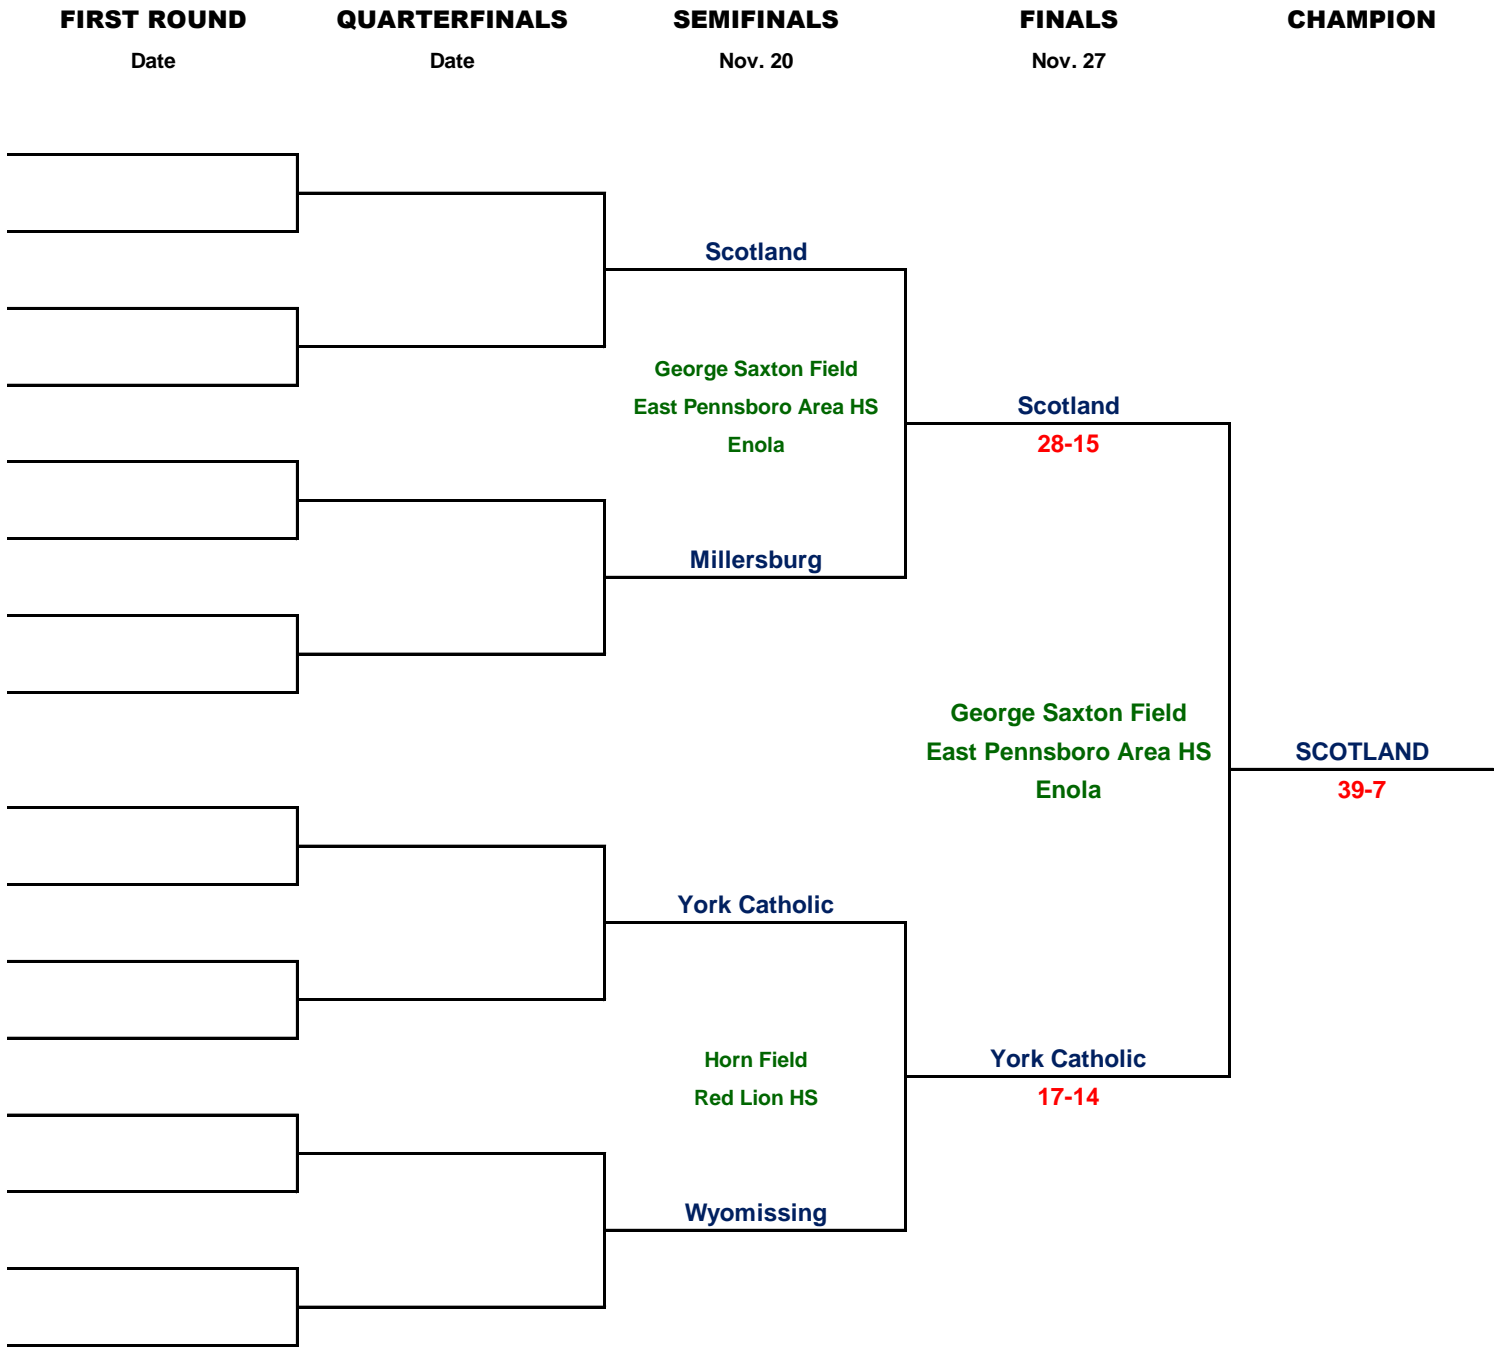 FIRST ROUND QUARTERFINALS SEMIFINALS FINALS CHAMPION
Date Date Nov. 20 Nov. 27
Scotland
George Saxton Field
East Pennsboro Area HS
Enola
Millersburg
Scotland
28-15
George Saxton Field
East Pennsboro Area HS
Enola
SCOTLAND
39-7
York Catholic
Horn Field
Red Lion HS
Wyomissing
York Catholic
17-14